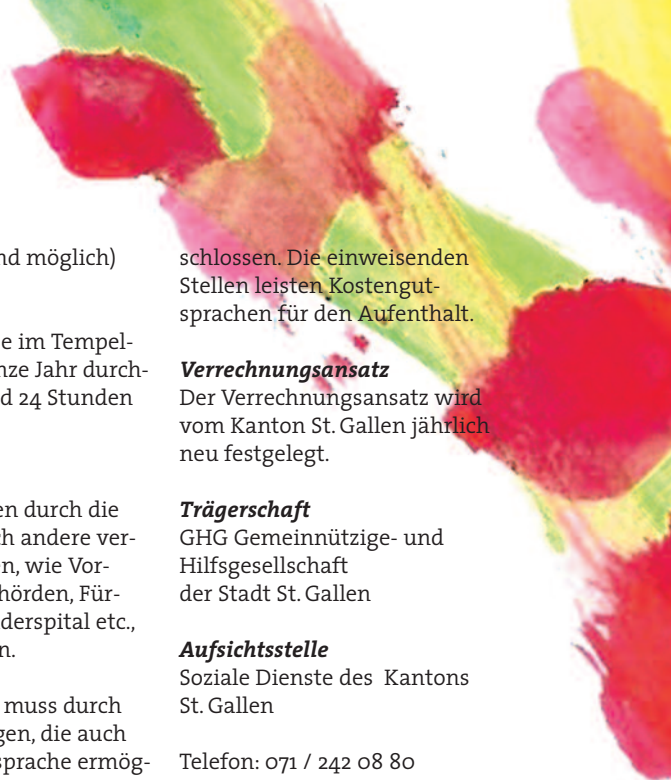 nd möglich)
e im Tempel-
nze Jahr durch-
d 24 Stunden
en durch die
ch andere ver-
n, wie Vor-
hörden, Für-
derspital etc.,
n.
muss durch
gen, die auch
sprache ermög-
schlossen. Die einweisenden
Stellen leisten Kostengut-
sprachen für den Aufenthalt.
Verrechnungsansatz
Der Verrechnungsansatz wird
vom Kanton St. Gallen jährlich
neu festgelegt.
Trägerschaft
GHG Gemeinnützige- und
Hilfsgesellschaft
der Stadt St. Gallen
Aufsichtsstelle
Soziale Dienste des Kantons
St. Gallen
Telefon: 071 / 242 08 80